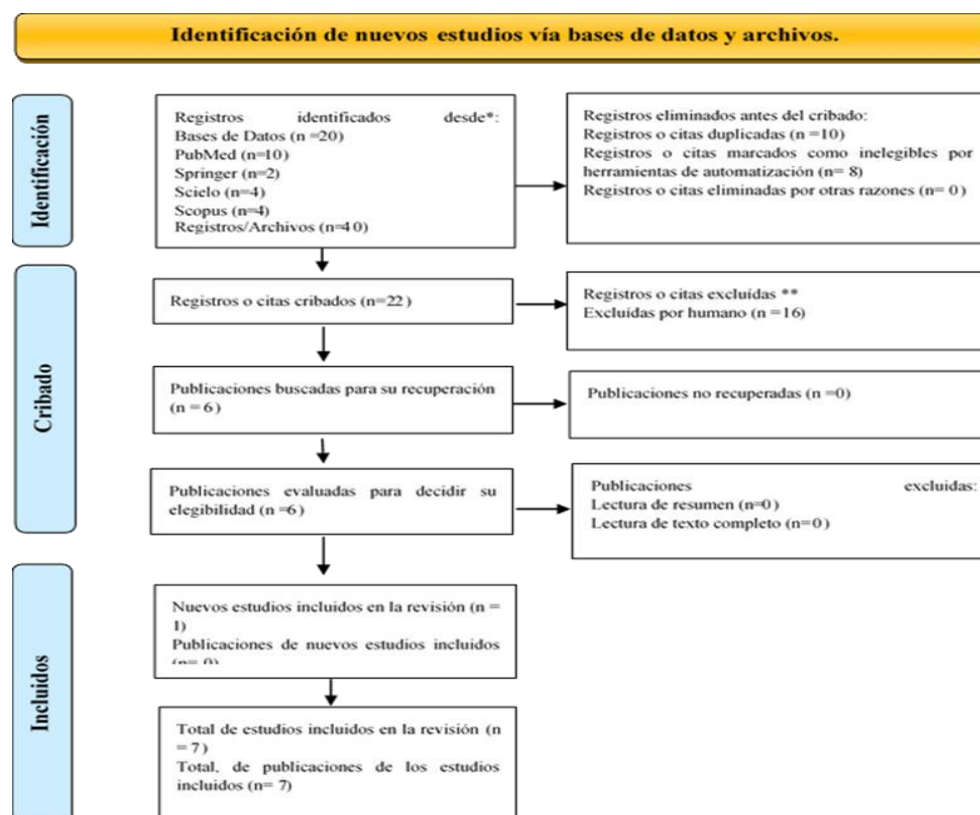 Identificación de nuevos estudios vía bases de datos y archivos.
Identificación
Registros identificados desde*:
Bases de Datos (n =20)
PubMed (n=10)
Springer (n=2)
Scielo (n=4)
Scopus (n=4)
Registros/Archivos (n=40)
Registros eliminados antes del cribado:
Registros o citas duplicadas (n =10)
Registros o citas marcados como inelegibles por
herramientas de automatización (n= 8)
Registros o citas eliminadas por otras razones (n= 0)
Cribado
Registros o citas cribados (n=22)
Registros o citas excluídas **
Excluídas por humano (n =16)
Publicaciones buscadas para su recuperación
(n = 6)
Publicaciones no recuperadas (n =0)
Publicaciones evaluadas para decidir su
elegibilidad (n =6)
Publicaciones excluidas:
Lectura de resumen (n=0)
Lectura de texto completo (n=0)
Incluidos
Nuevos estudios incluidos en la revisión (n =
1)
Publicaciones de nuevos estudios incluidos
(n= 0)
Total de estudios incluidos en la revisión (n
= 7)
Total, de publicaciones de los estudios
incluidos (n= 7)